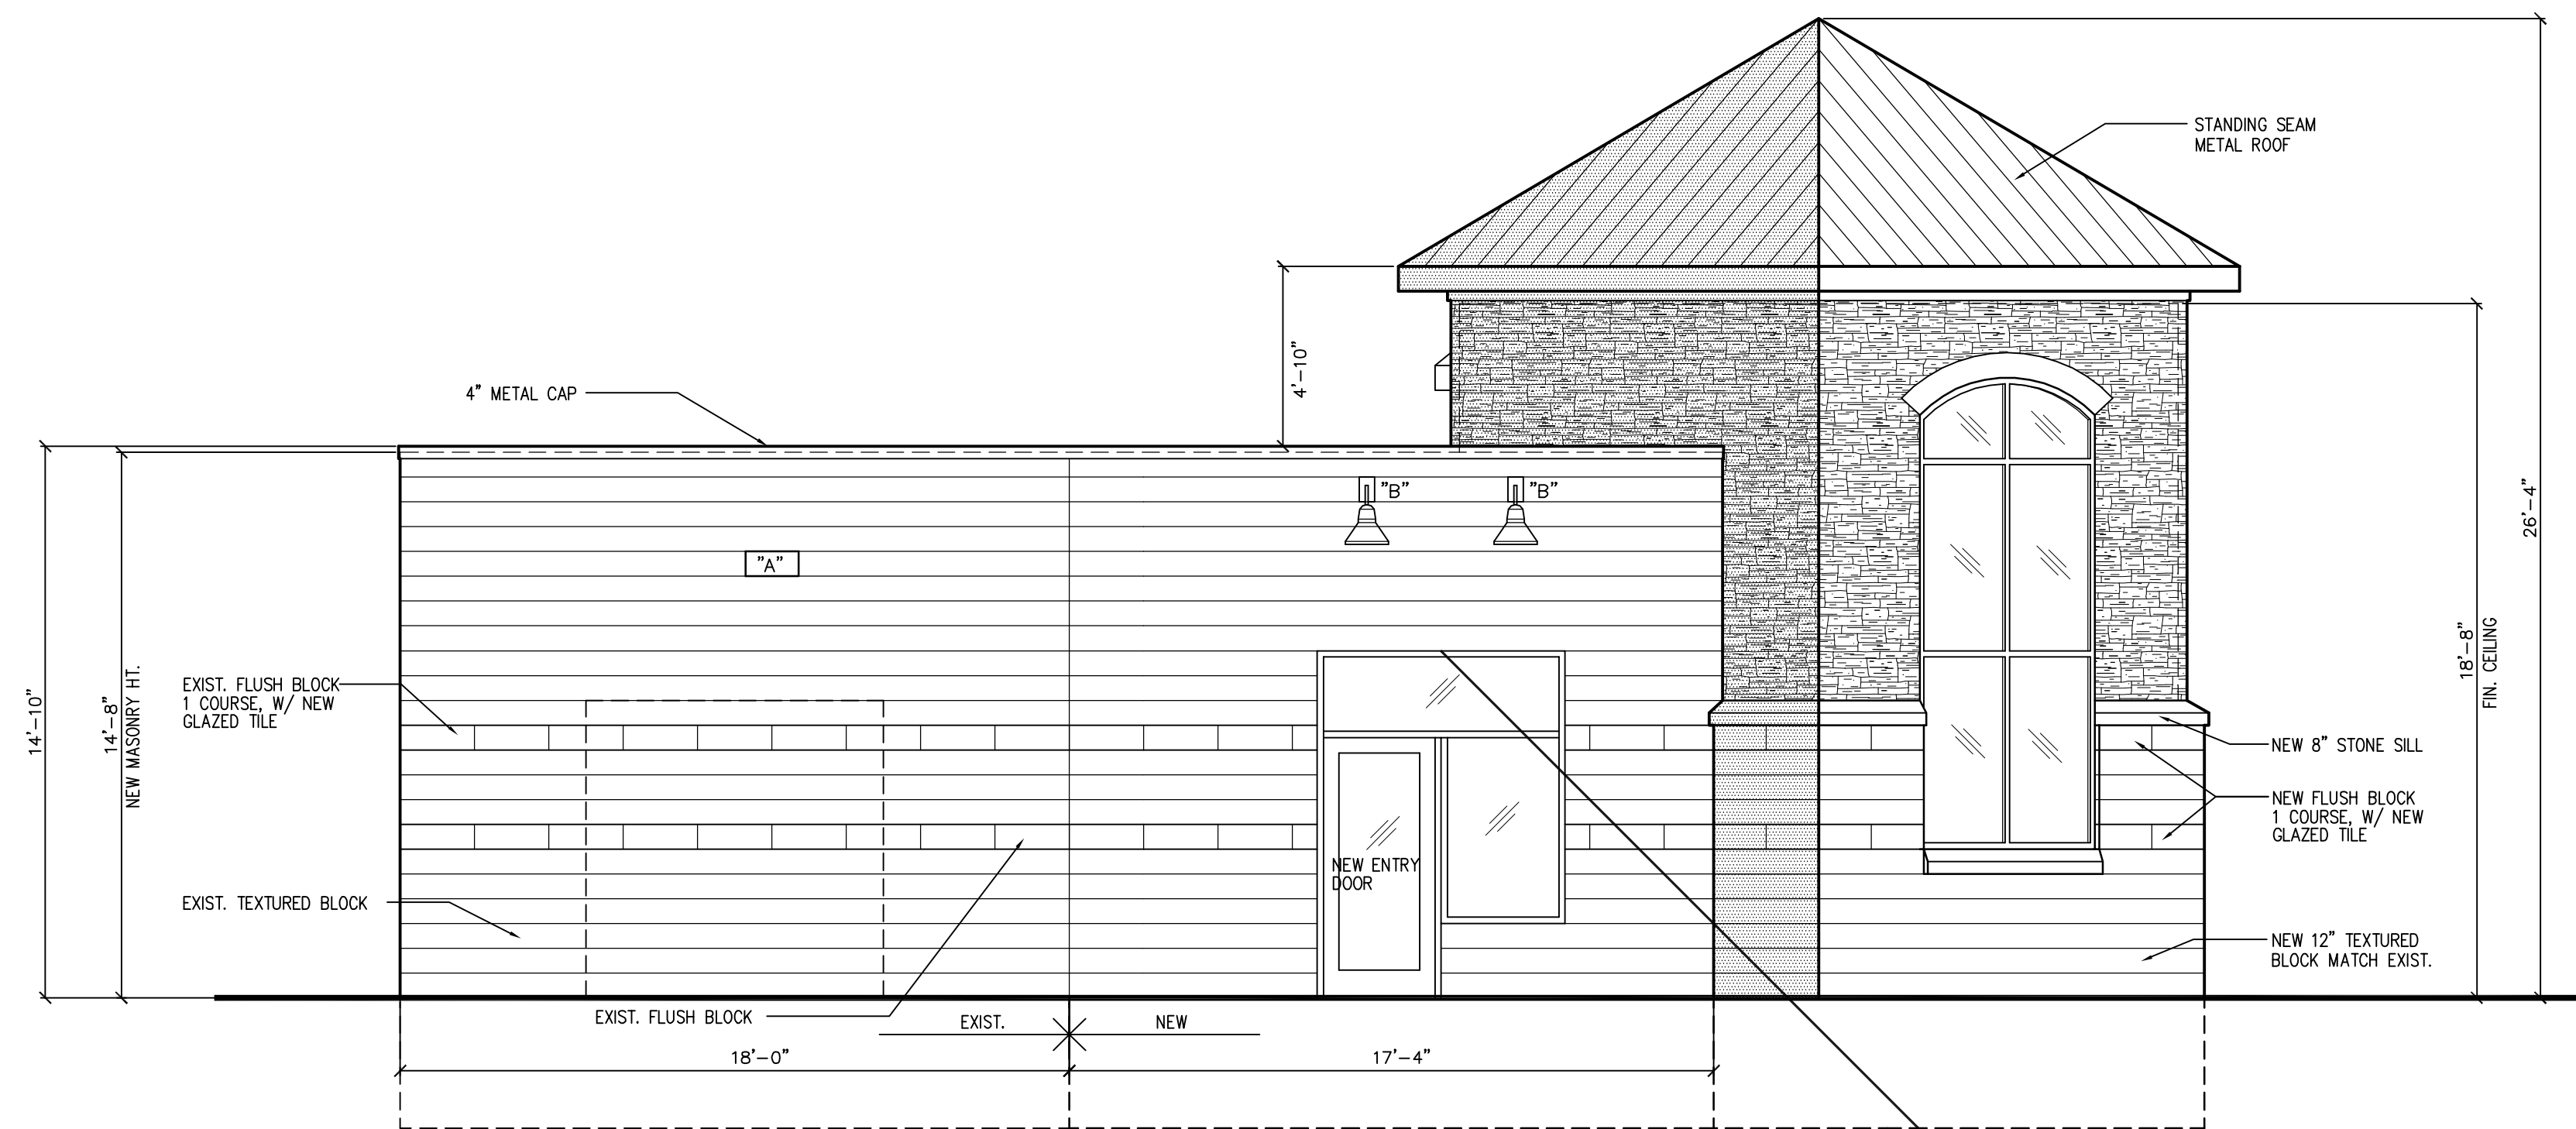 STANDING SEAM
METAL ROOF
4'-10"
4" METAL CAP
"B"
"B"
"A"
26'-4"
18'-8"
FIN. CEILING
14'-10"
14'-8"
NEW MASONRY HT.
EXIST. FLUSH BLOCK
1 COURSE, W/ NEW
GLAZED TILE
NEW 8" STONE SILL
NEW FLUSH BLOCK
1 COURSE, W/ NEW
GLAZED TILE
NEW ENTRY
DOOR
EXIST. TEXTURED BLOCK
NEW 12" TEXTURED
BLOCK MATCH EXIST.
EXIST. FLUSH BLOCK
EXIST.
NEW
18'-0"
17'-4"